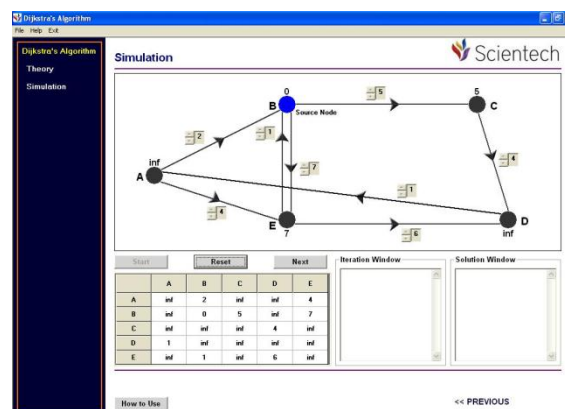 Dijkstra's Algorithm
File Help Exit
Dijkstra's Algorithm
Theory
Simulation
Simulation
Scientech
0
B
Source Node
5
5
C
2
1
7
4
inf
A
4
1
E
7
6
D
inf
Start Reset Next
A B C D E
A inf 2 inf inf 4
B inf 0 5 inf 7
C inf inf inf 4 inf
D 1 inf inf inf inf
E inf 1 inf 6 inf
Iteration Window
Solution Window
How to Use
<< PREVIOUS